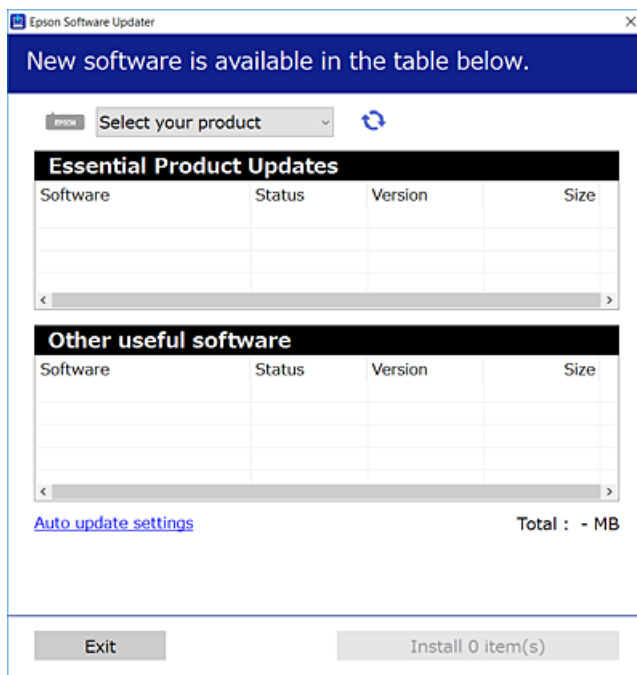 Epson Software Updater
New software is available in the table below.
EPSON Select your product
Essential Product Updates
Software Status Version Size
Other useful software
Software Status Version Size
Auto update settings Total : - MB
Exit Install 0 item(s)